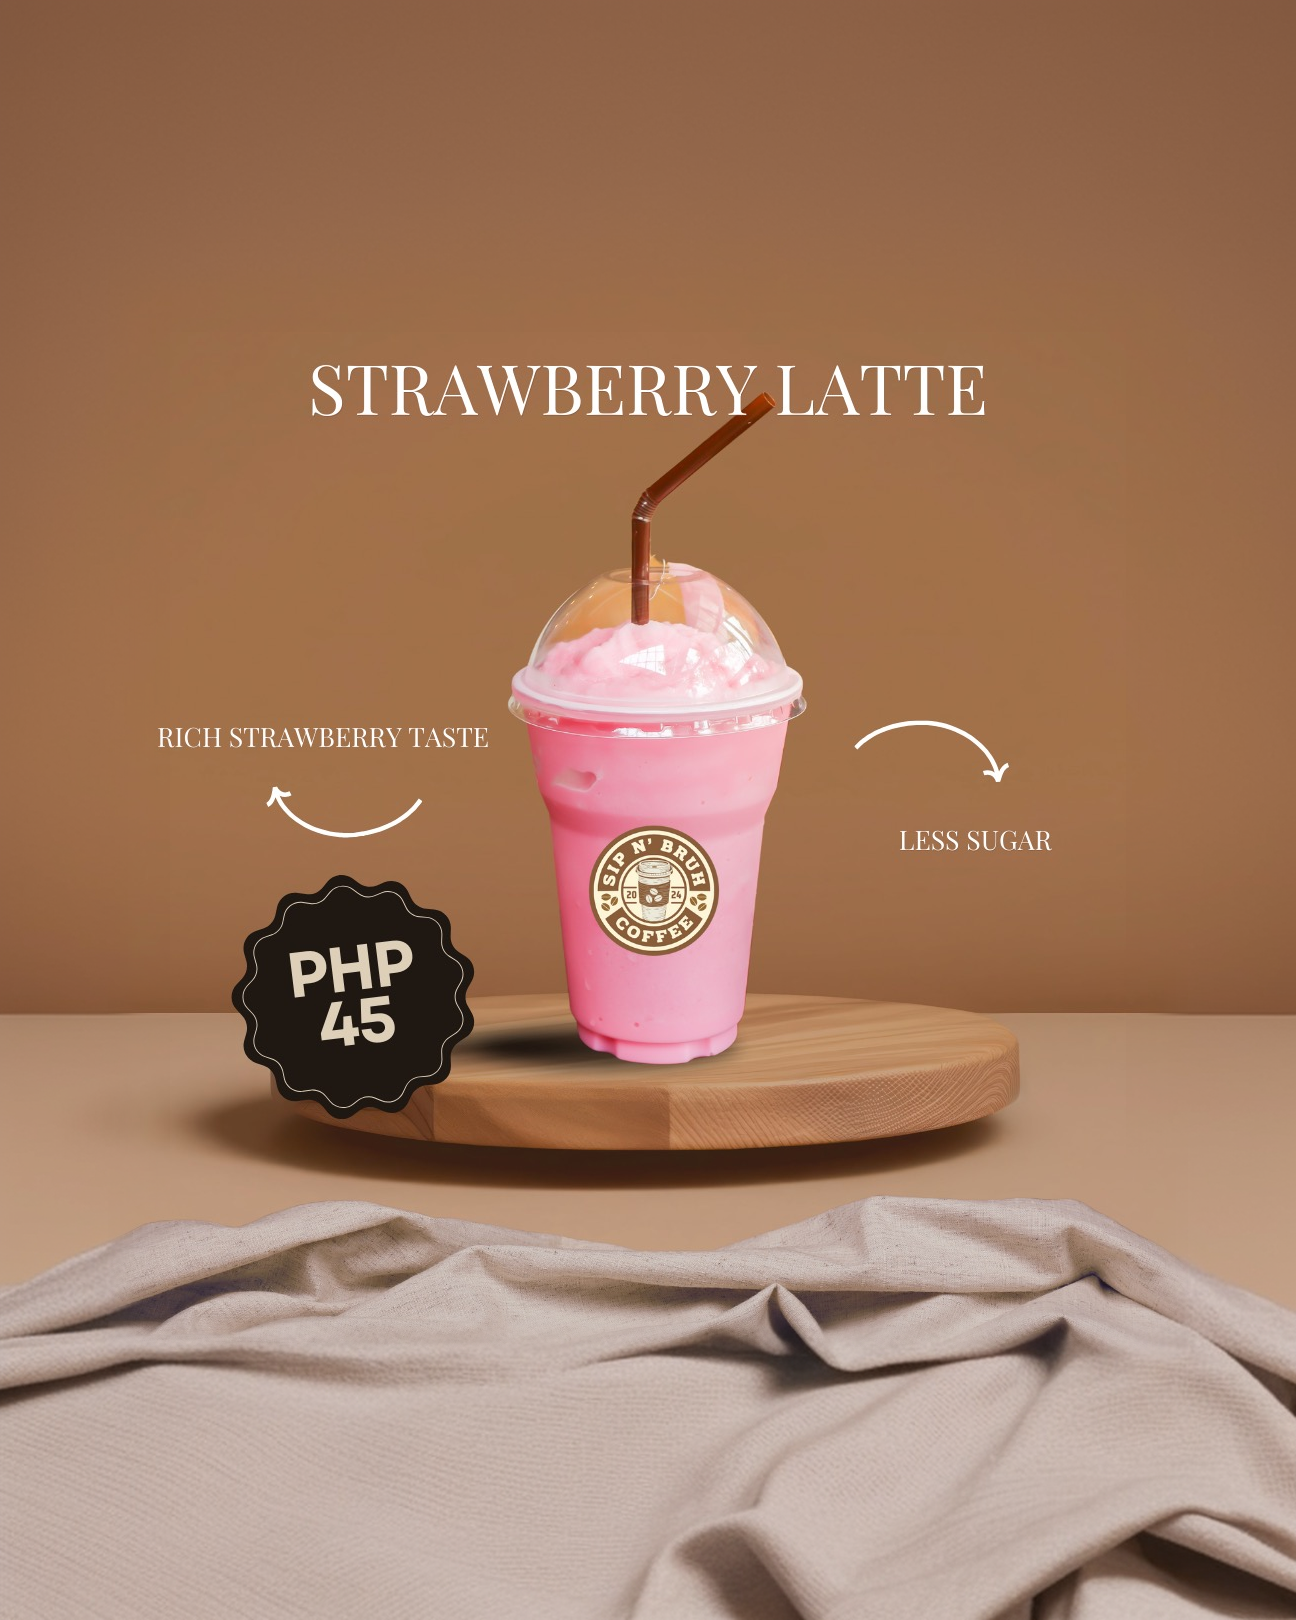 STRAWBERRY LATTE
RICH STRAWBERRY TASTE
LESS SUGAR
SIP N' BRUH
20 24
COFFEE
PHP
45